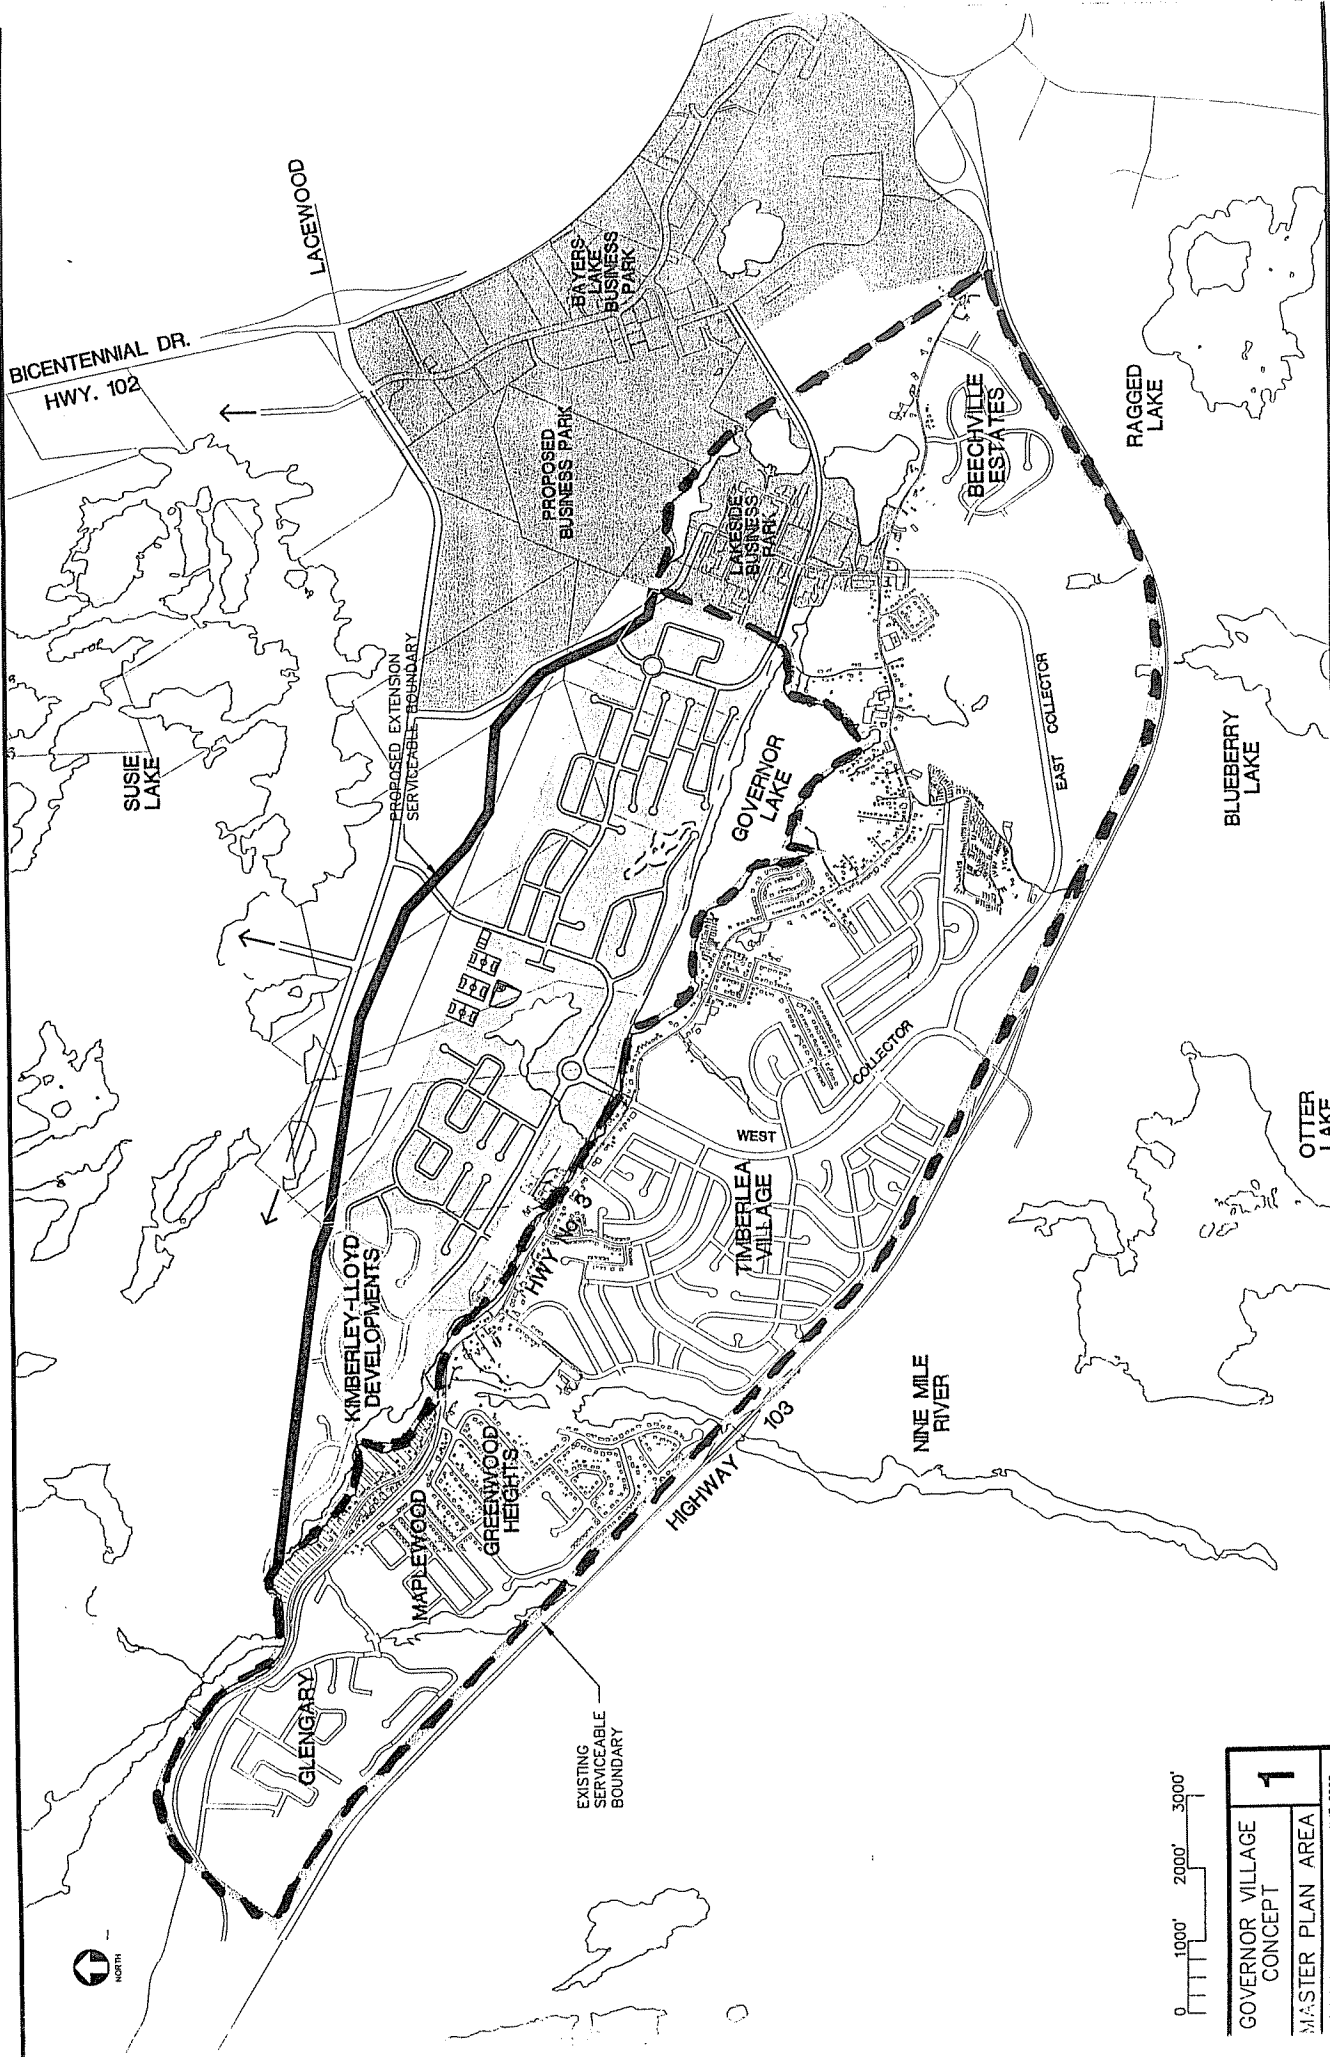 BICENTENNIAL DR.
HWY. 102
LACEWOOD
SUSIE
LAKE
PROPOSED EXTENSION
SERVICEABLE BOUNDARY
PROPOSED
BUSINESS PARK
BAYERS
LAKE
BUSINESS
PARK
LAKESIDE
BUSINESS
PARK
BEECHVILLE
ESTATES
RAGGED
LAKE
GOVERNOR
LAKE
EAST COLLECTOR
BLUEBERRY
LAKE
KIMBERLEY-LLOYD
DEVELOPMENTS
HWY No. 3
WEST COLLECTOR
TIMBERLEA
VILLAGE
OTTER
LAKE
GLENGARY
MAPLEWOOD
GREENWOOD
HEIGHTS
HIGHWAY 103
NINE MILE
RIVER
EXISTING
SERVICEABLE
BOUNDARY
NORTH
0 1000' 2000' 3000'
GOVERNOR VILLAGE
CONCEPT
1
MASTER PLAN AREA